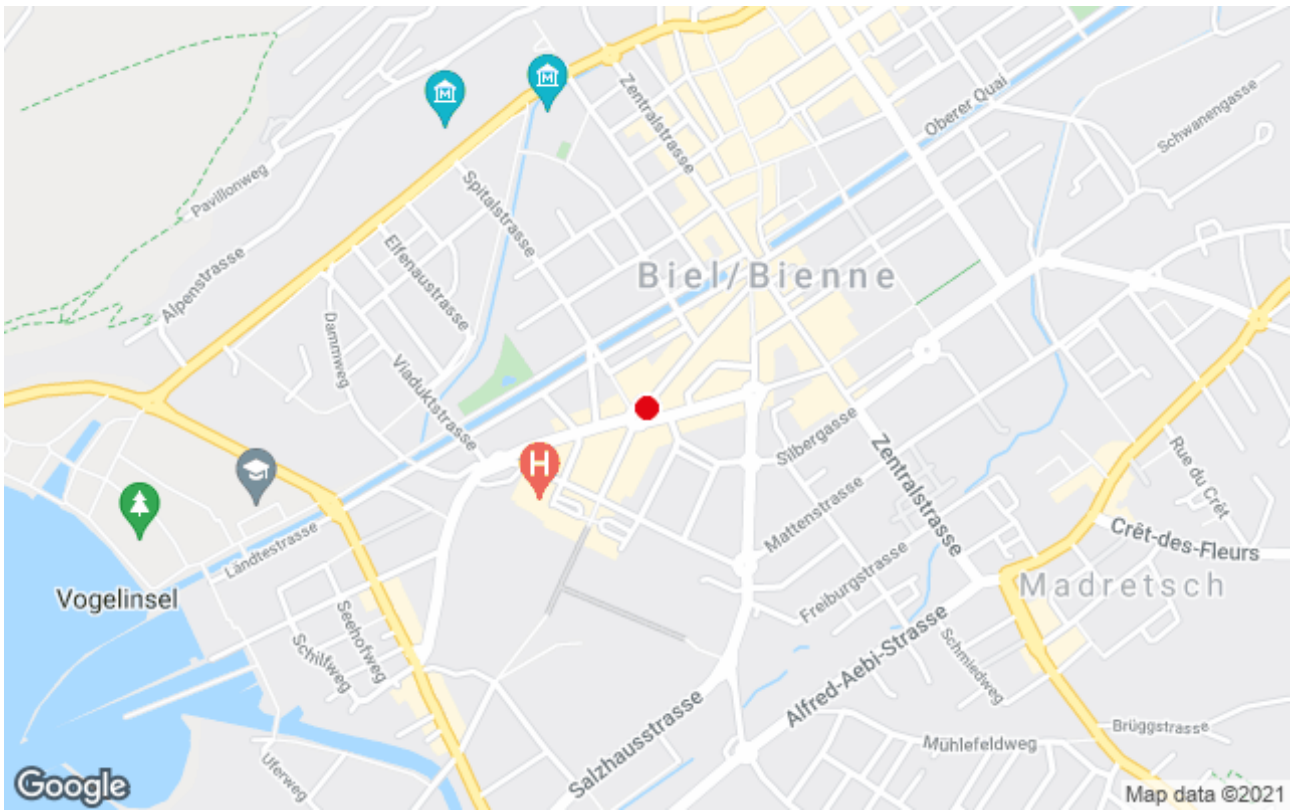 Zentralstrasse
Oberer Quai
Schwanengasse
Pavillonweg
Spitalstrasse
Elfenaustrasse
Alpenstrasse
Biel/Bienne
Dammweg
Viaduktstrasse
H
Silbergasse
Zentralstrasse
Rue du Crêt
Mattenstrasse
Crêt-des-Fleurs
Ländtestrasse
Freiburgstrasse
Madretsch
Vogelinsel
Seehofweg
Schilfweg
Schmiedweg
Alfred-Aebi-Strasse
Salzhausstrasse
Brüggstrasse
Mühlefeldweg
Uferweg
Google
Map data ©2021